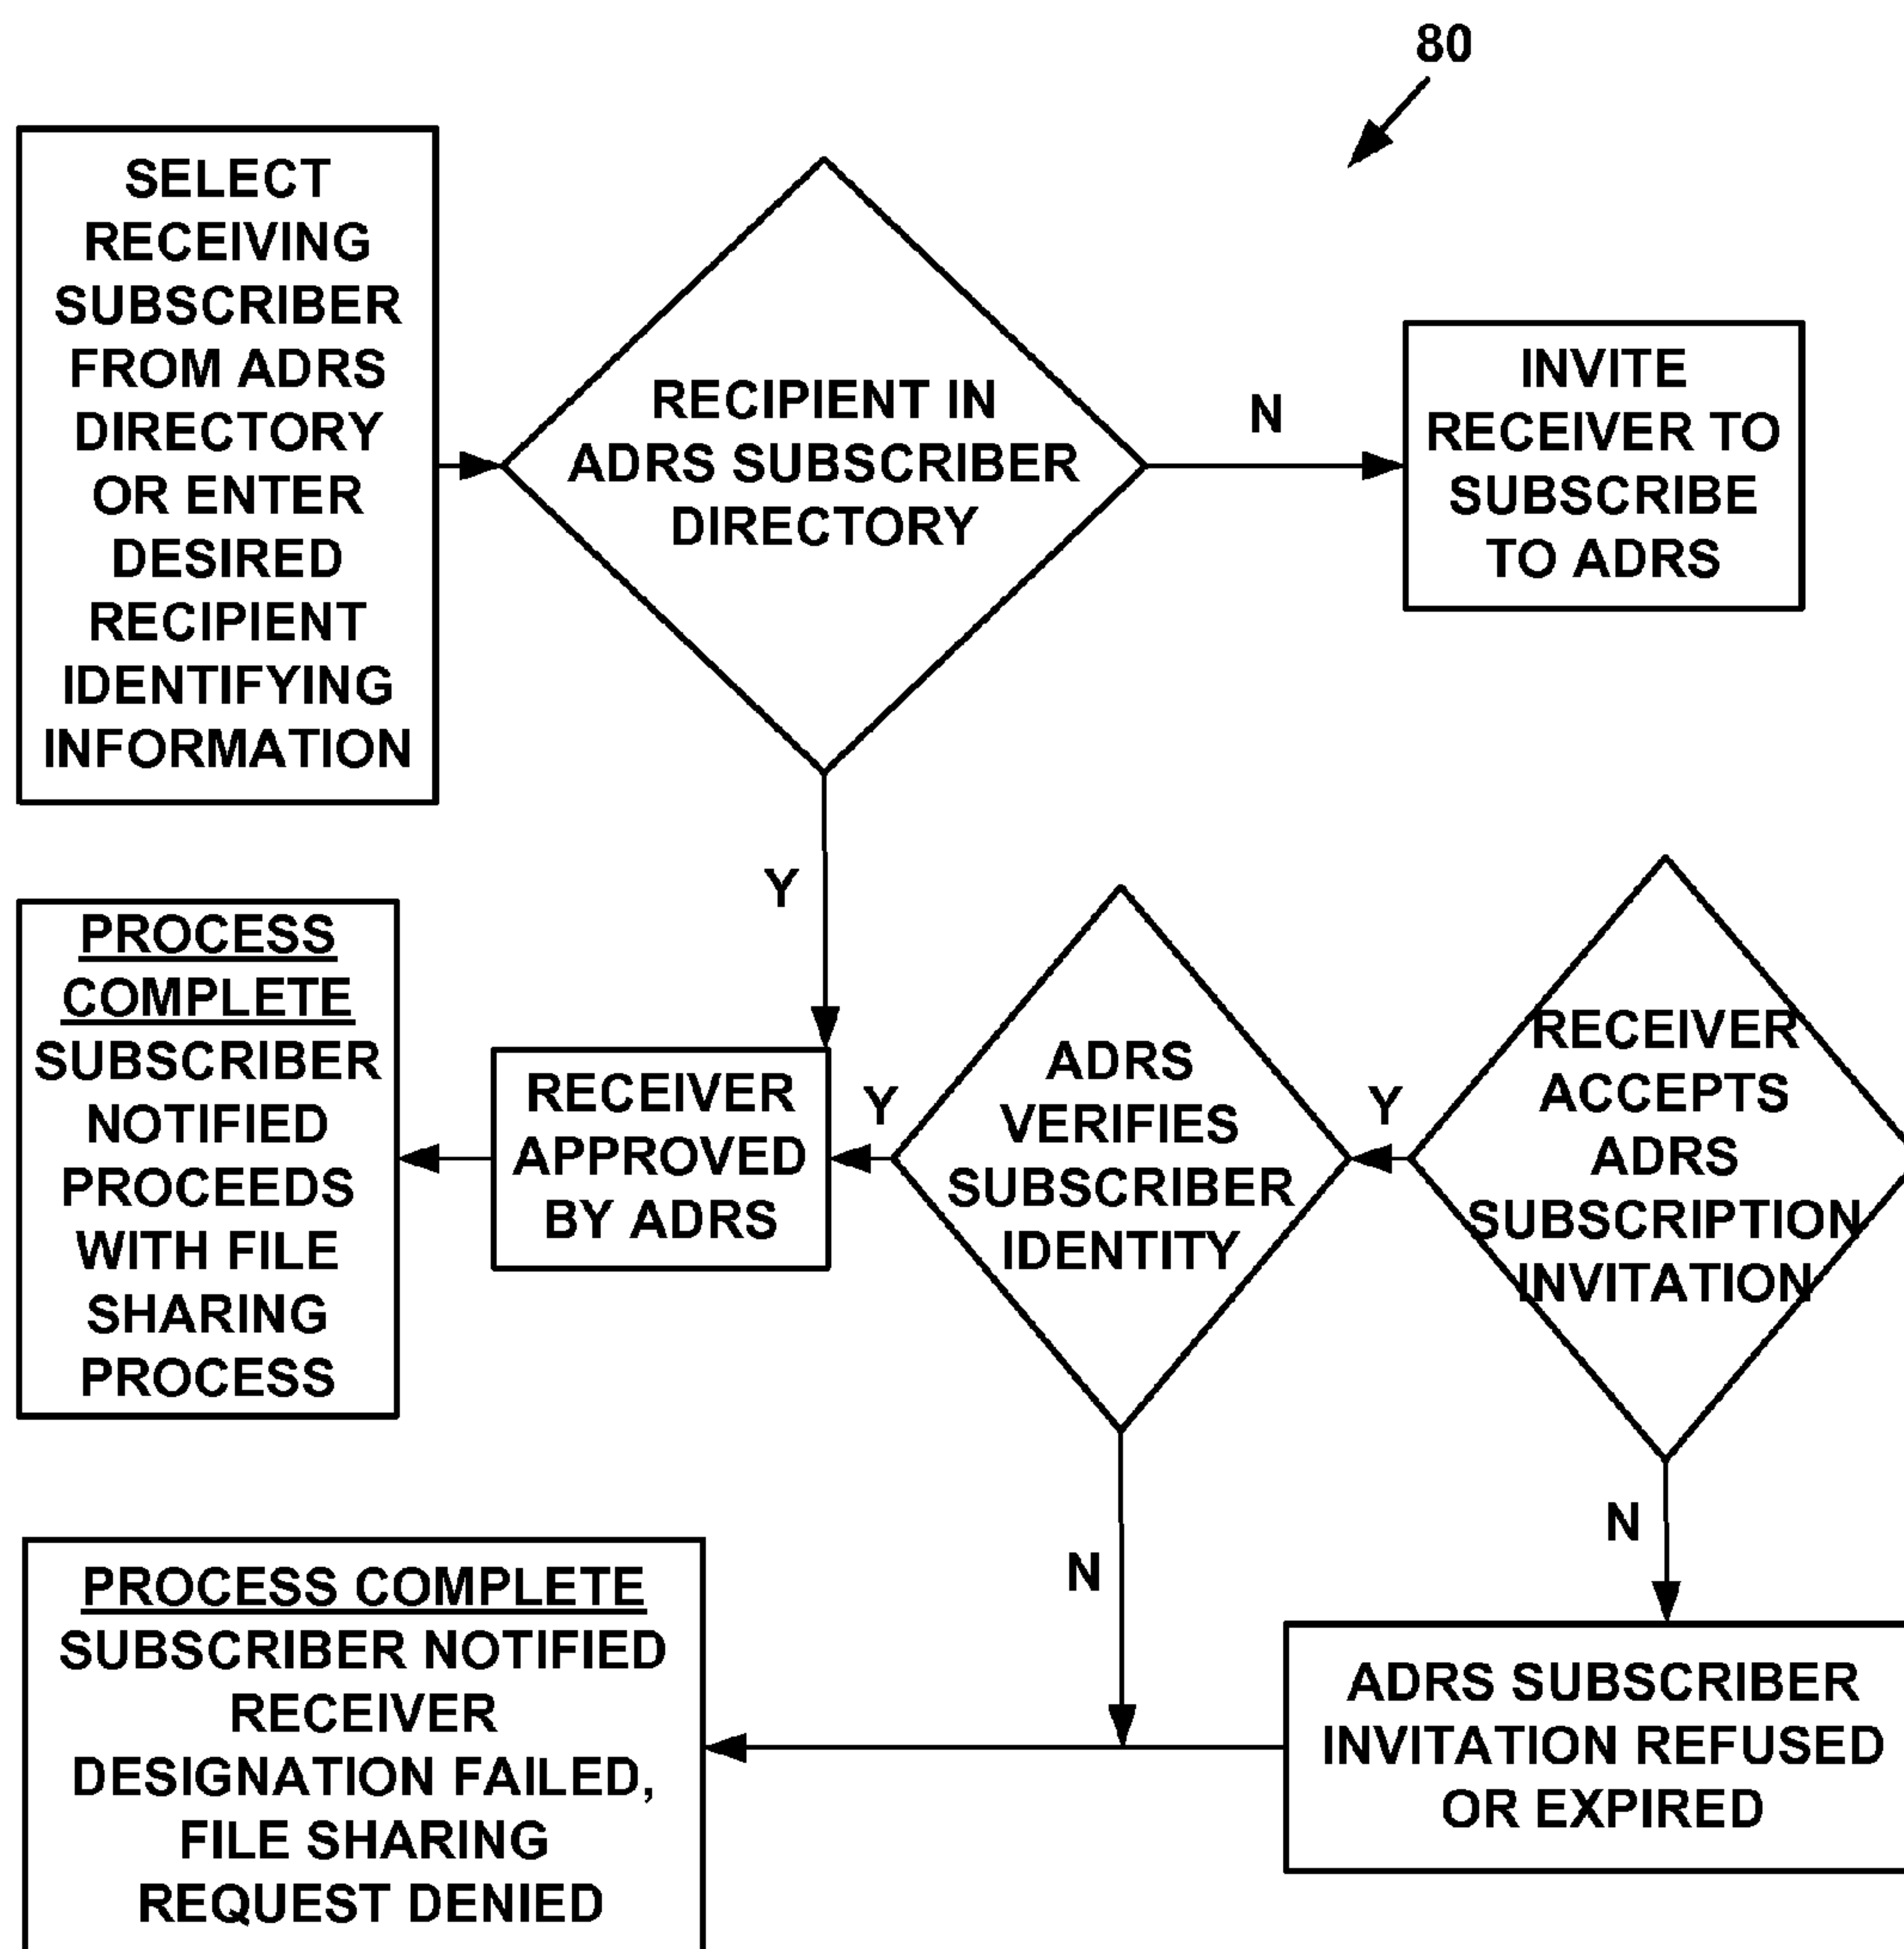 80
SELECT
RECEIVING
SUBSCRIBER
FROM ADRS
DIRECTORY
OR ENTER
DESIRED
RECIPIENT
IDENTIFYING
INFORMATION
RECIPIENT IN
ADRS SUBSCRIBER
DIRECTORY
N
INVITE
RECEIVER TO
SUBSCRIBE
TO ADRS
Y
PROCESS
COMPLETE
SUBSCRIBER
NOTIFIED
PROCEEDS
WITH FILE
SHARING
PROCESS
RECEIVER
APPROVED
BY ADRS
Y
ADRS
VERIFIES
SUBSCRIBER
IDENTITY
Y
RECEIVER
ACCEPTS
ADRS
SUBSCRIPTION
INVITATION
N
N
PROCESS COMPLETE
SUBSCRIBER NOTIFIED
RECEIVER
DESIGNATION FAILED,
FILE SHARING
REQUEST DENIED
ADRS SUBSCRIBER
INVITATION REFUSED
OR EXPIRED